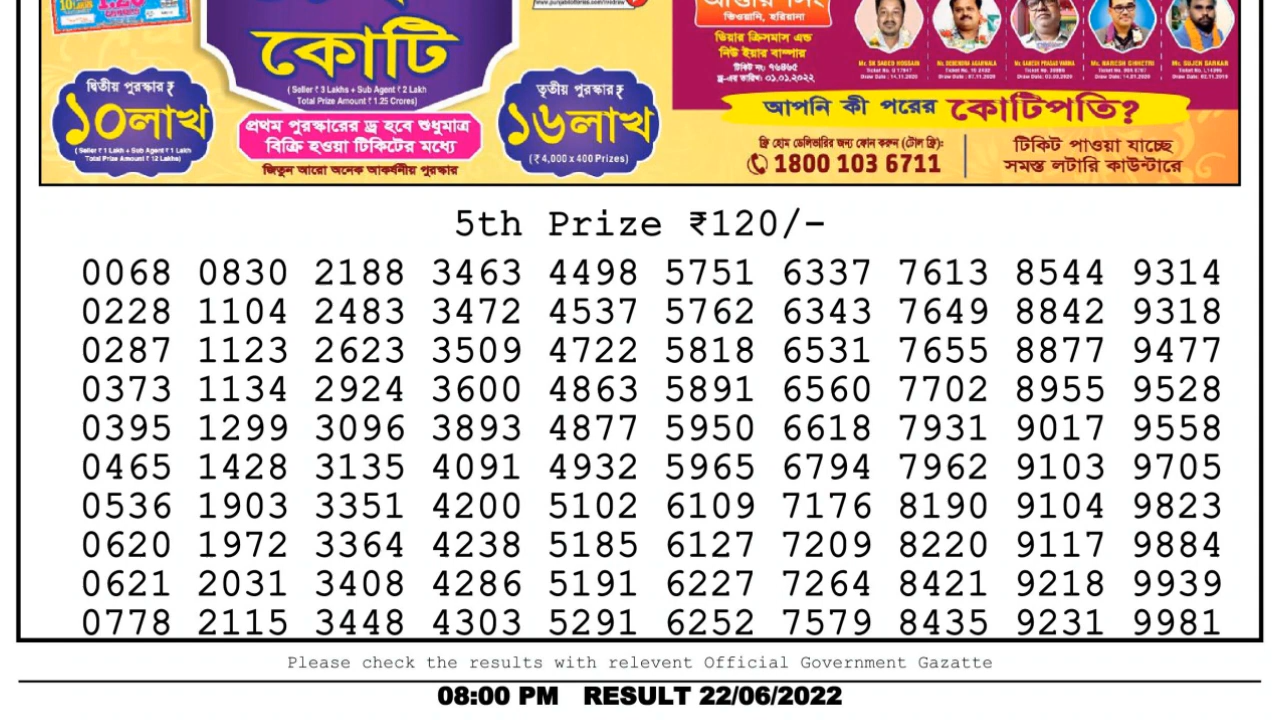 কোটি
( Seller ₹ 3 Lakhs + Sub Agent ₹ 2 Lakh
Total Prize Amount ₹ 1.25 Crores)
দ্বিতীয় পুরস্কার ₹
১০লাখ
( Seller ₹ 1 Lakh + Sub Agent ₹ 1 Lakh
Total Prize Amount ₹ 12 Lakhs)
প্রথম পুরস্কারের ড্র হবে শুধুমাত্র
বিক্রি হওয়া টিকিটের মধ্যে
জিতুন আরো অনেক আকর্ষনীয় পুরস্কার
তৃতীয় পুরস্কার ₹
১৬লাখ
(₹ 4,000 x 400 Prizes)
ভিওয়ানি, হরিয়ানা
ডিয়ার ক্রিসমাস এন্ড
নিউ ইয়ার বাম্পার
টিকিট নং: ৭৬৪৬৫
ড্র-এর তারিখ: ০১.০১.২০২২
আপনি কী পরের কোটিপতি?
ফ্রি হোম ডেলিভারির জন্য ফোন করুন (টোল ফ্রি):
1800 103 6711
টিকিট পাওয়া যাচ্ছে
সমস্ত লটারি কাউন্টারে
5th Prize ₹120/-
0068 0830 2188 3463 4498 5751 6337 7613 8544 9314
0228 1104 2483 3472 4537 5762 6343 7649 8842 9318
0287 1123 2623 3509 4722 5818 6531 7655 8877 9477
0373 1134 2924 3600 4863 5891 6560 7702 8955 9528
0395 1299 3096 3893 4877 5950 6618 7931 9017 9558
0465 1428 3135 4091 4932 5965 6794 7962 9103 9705
0536 1903 3351 4200 5102 6109 7176 8190 9104 9823
0620 1972 3364 4238 5185 6127 7209 8220 9117 9884
0621 2031 3408 4286 5191 6227 7264 8421 9218 9939
0778 2115 3448 4303 5291 6252 7579 8435 9231 9981
Please check the results with relevent Official Government Gazatte
08:00 PM RESULT 22/06/2022